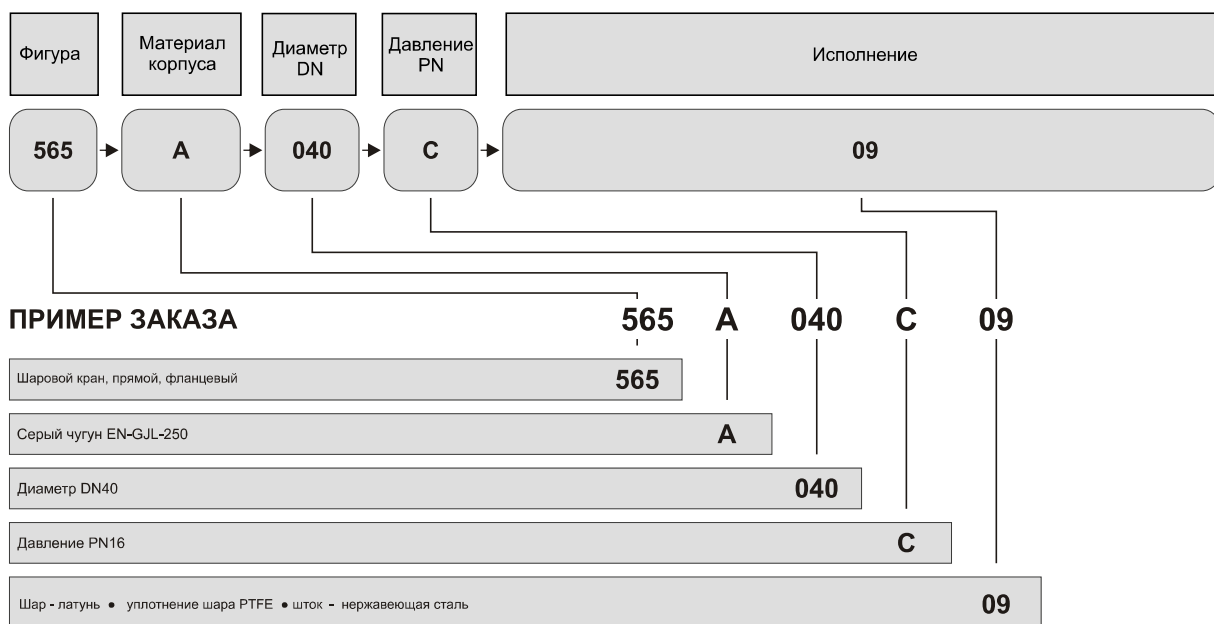 Фигура
Материал
корпуса
Диаметр
DN
Давление
PN
Исполнение
565
A
040
C
09
ПРИМЕР ЗАКАЗА 565 A 040 C 09
Шаровой кран, прямой, фланцевый 565
Серый чугун EN-GJL-250 A
Диаметр DN40 040
Давление PN16 C
Шар - латунь • уплотнение шара PTFE • шток - нержавеющая сталь 09